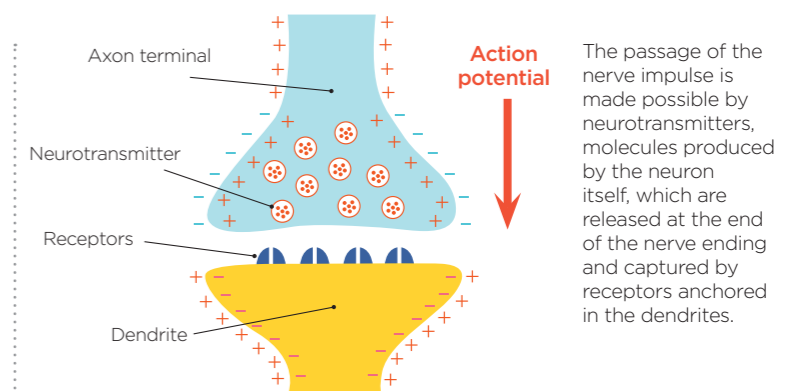 Axon terminal
Neurotransmitter
Receptors
Dendrite
Action
potential
The passage of the
nerve impulse is
made possible by
neurotransmitters,
molecules produced
by the neuron
itself, which are
released at the end
of the nerve ending
and captured by
receptors anchored
in the dendrites.